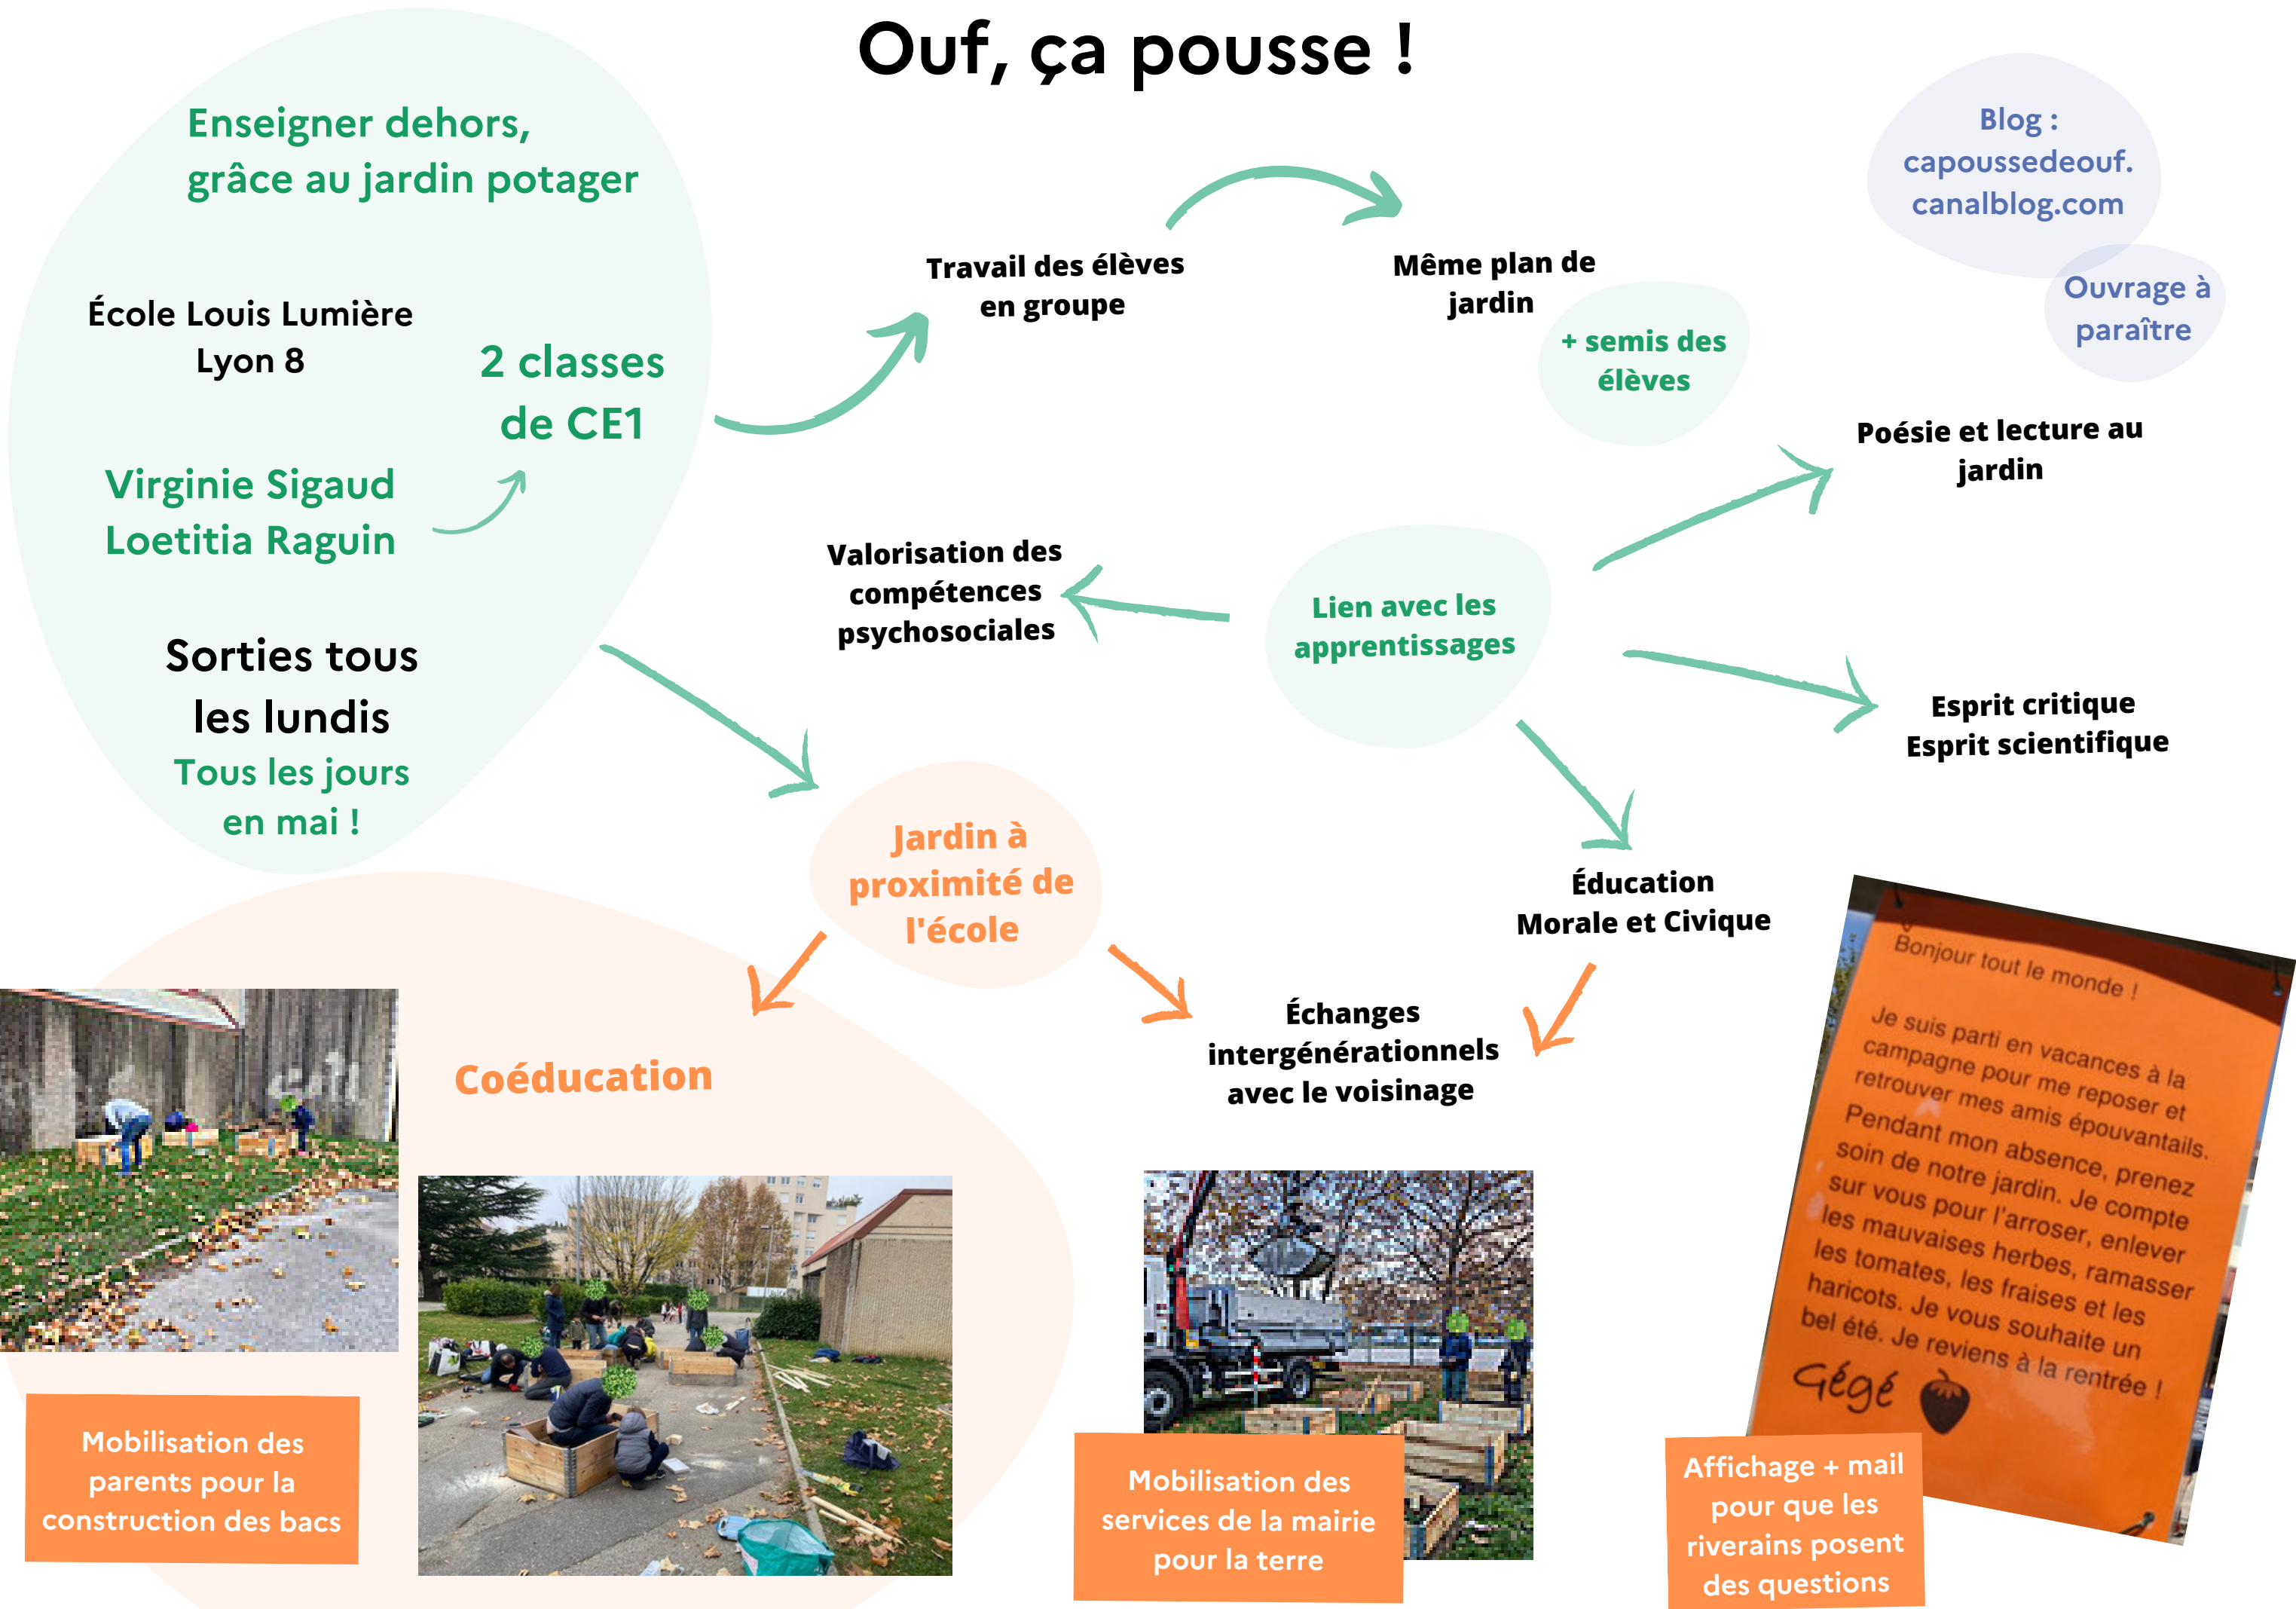 Ouf, ça pousse !
Enseigner dehors,
grâce au jardin potager
École Louis Lumière
Lyon 8
2 classes
de CE1
Virginie Sigaud
Loetitia Raguin
Sorties tous
les lundis
Tous les jours
en mai !
Travail des élèves
en groupe
Même plan de
jardin
+ semis des
élèves
Blog :
capoussedeouf.
canalblog.com
Ouvrage à
paraître
Poésie et lecture au
jardin
Valorisation des
compétences
psychosociales
Lien avec les
apprentissages
Esprit critique
Esprit scientifique
Éducation
Morale et Civique
Jardin à
proximité de
l'école
Échanges
intergénérationnels
avec le voisinage
Coéducation
Mobilisation des
parents pour la
construction des bacs
Mobilisation des
services de la mairie
pour la terre
Bonjour tout le monde !
Je suis parti en vacances à la
campagne pour me reposer et
retrouver mes amis épouvantails.
Pendant mon absence, prenez
soin de notre jardin. Je compte
sur vous pour l'arroser, enlever
les mauvaises herbes, ramasser
les tomates, les fraises et les
haricots. Je vous souhaite un
bel été. Je reviens à la rentrée !
Gégé
Affichage + mail
pour que les
riverains posent
des questions